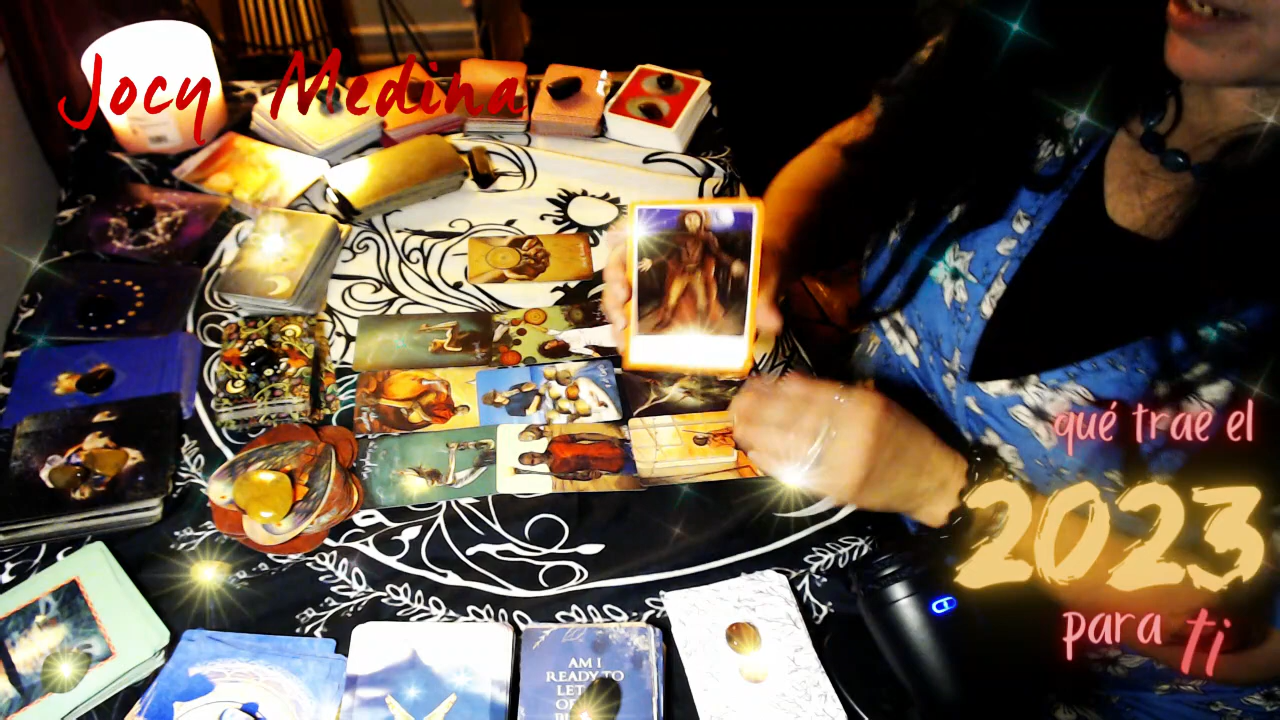 Jocy Medina
qué trae el
2023
para ti
AM I
READY TO
LET